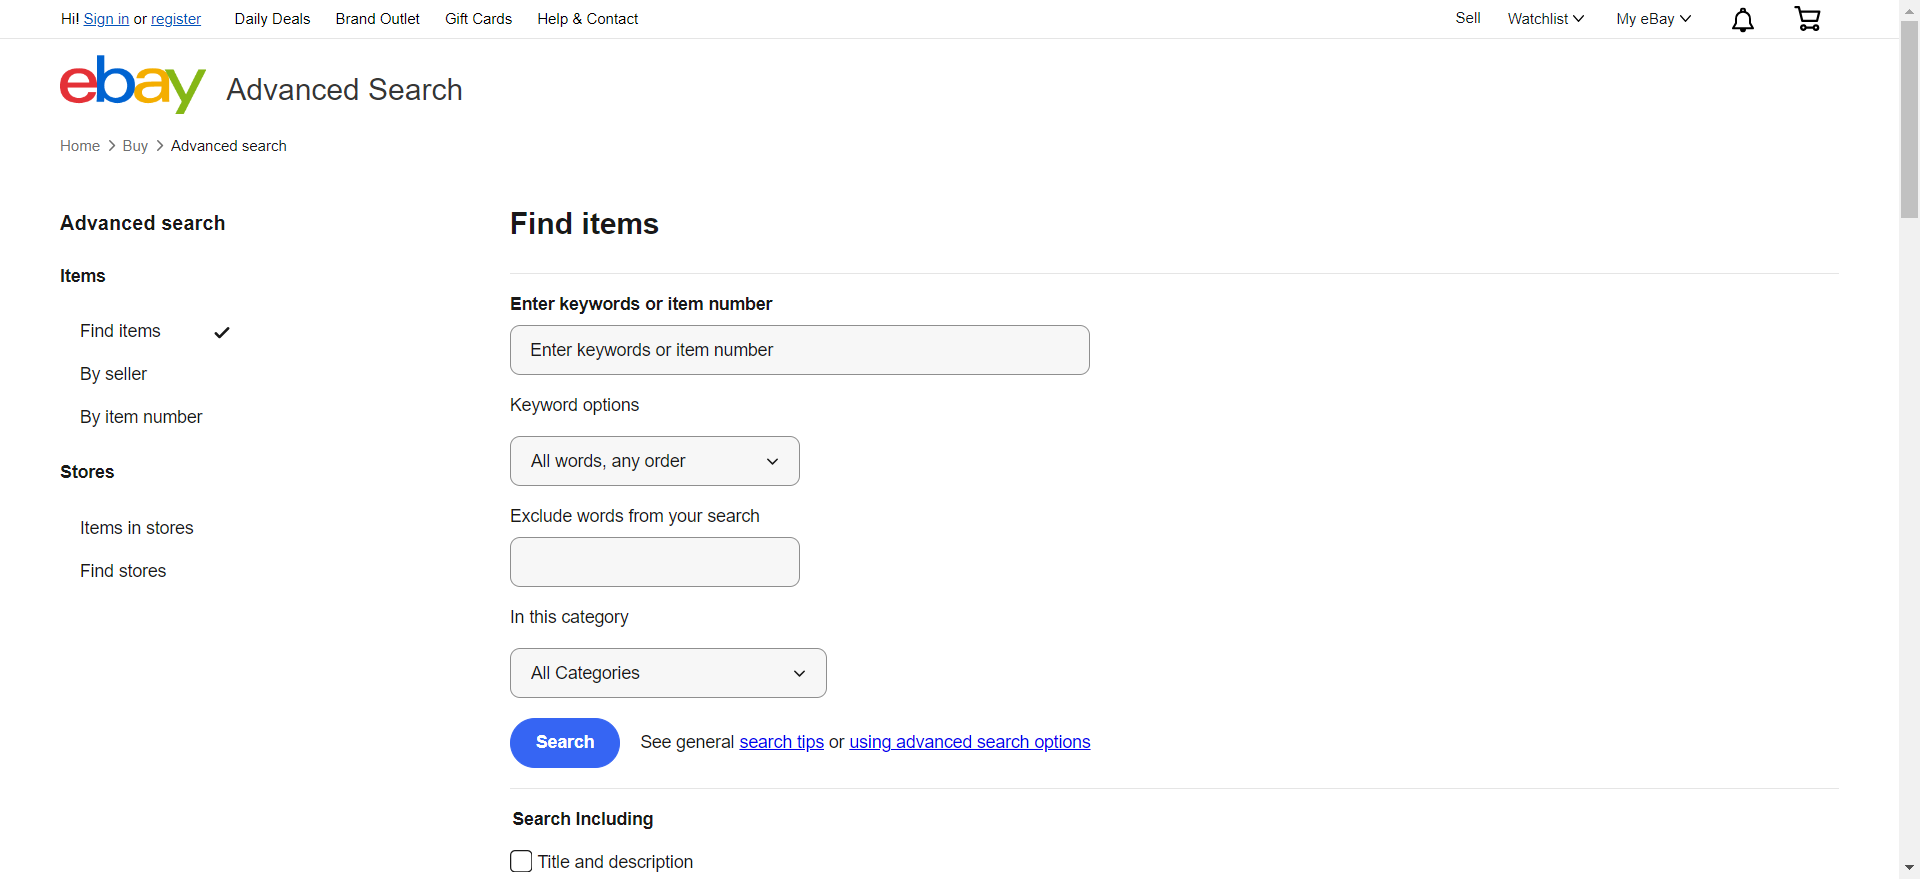 Hi! Sign in or register Daily Deals Brand Outlet Gift Cards Help & Contact Sell Watchlist My eBay
ebay Advanced Search
Home Buy Advanced search
Advanced search
Items
Find items
By seller
By item number
Stores
Items in stores
Find stores
Find items
Enter keywords or item number
Enter keywords or item number
Keyword options
All words, any order
Exclude words from your search
In this category
All Categories
Search See general search tips or using advanced search options
Search Including
Title and description